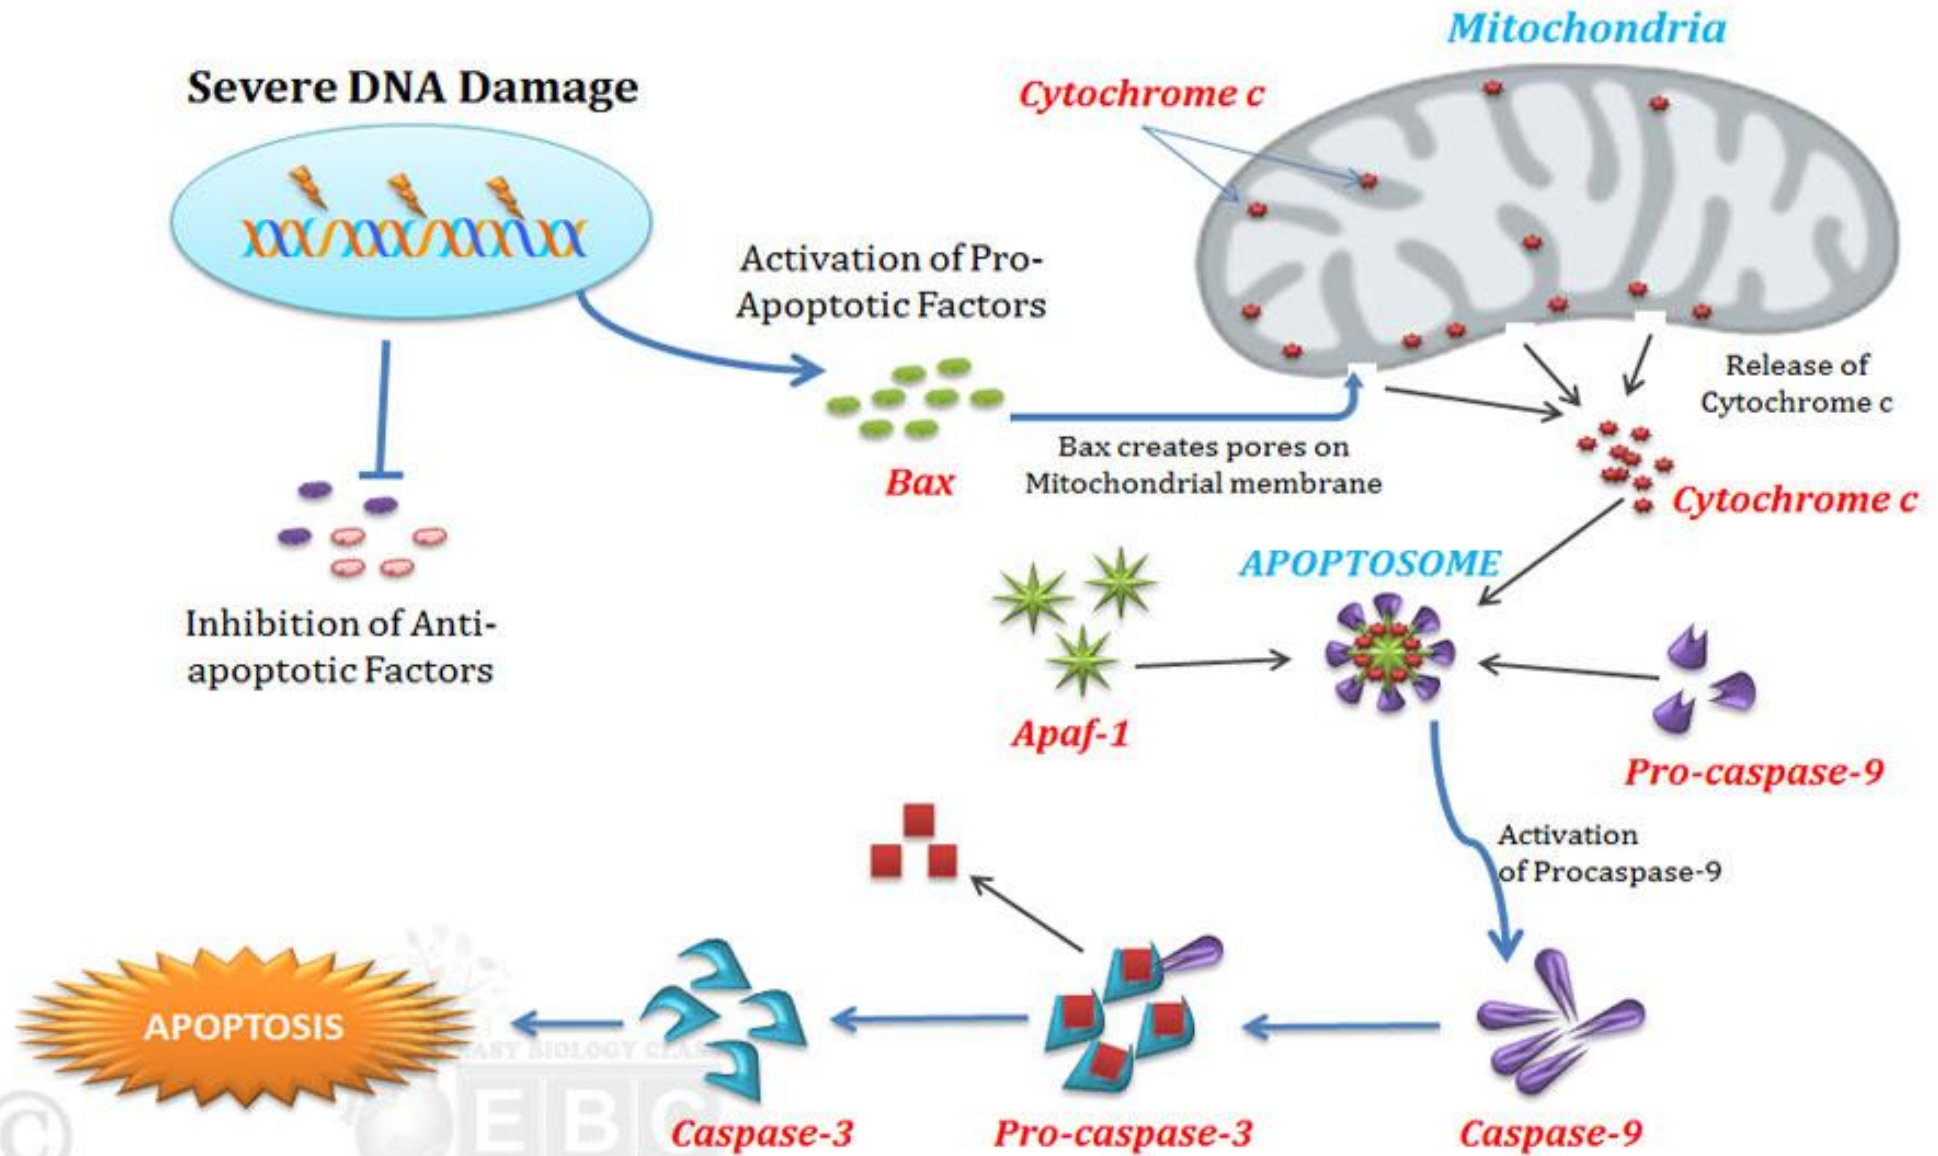 Mitochondria
Severe DNA Damage
Cytochrome c
Activation of Pro-
Apoptotic Factors
Release of
Cytochrome c
Bax creates pores on
Mitochondrial membrane
Bax
Cytochrome c
APOPTOSOME
Inhibition of Anti-
apoptotic Factors
Apaf-1
Pro-caspase-9
Activation
of Procaspase-9
APOPTOSIS
EBC
©
Caspase-3
Pro-caspase-3
Caspase-9